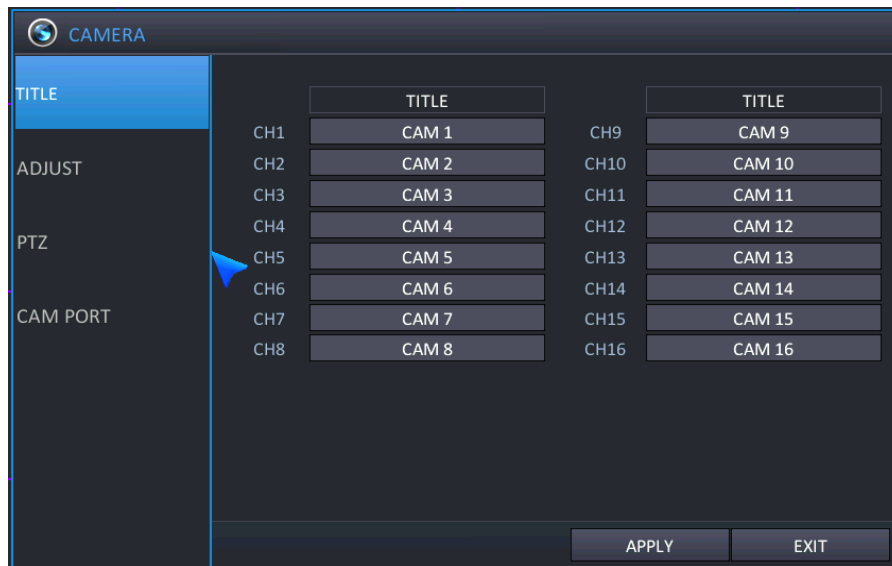 CAMERA
TITLE
ADJUST
PTZ
CAM PORT
TITLE TITLE
CH1 CAM 1 CH9 CAM 9
CH2 CAM 2 CH10 CAM 10
CH3 CAM 3 CH11 CAM 11
CH4 CAM 4 CH12 CAM 12
CH5 CAM 5 CH13 CAM 13
CH6 CAM 6 CH14 CAM 14
CH7 CAM 7 CH15 CAM 15
CH8 CAM 8 CH16 CAM 16
APPLY EXIT